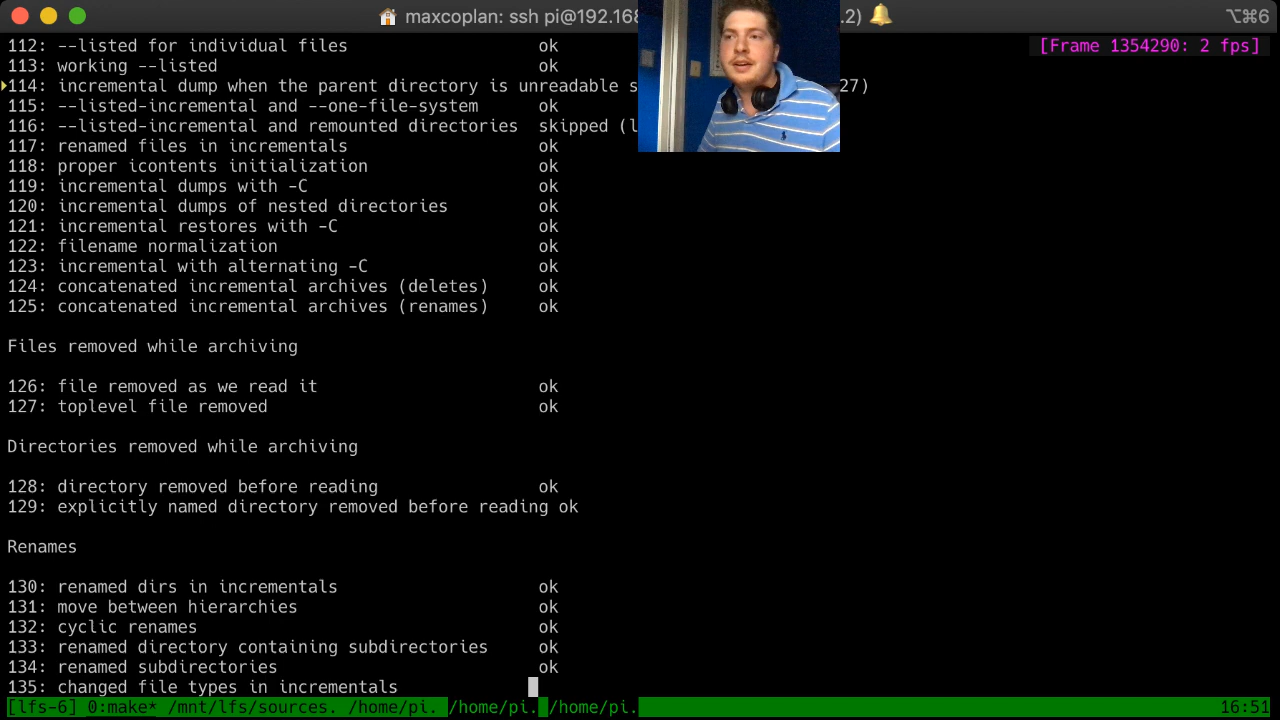 maxcoplan: ssh pi@192.168 .2) ⌥⌘6
112: --listed for individual files ok [Frame 1354290: 2 fps]
113: working --listed ok
114: incremental dump when the parent directory is unreadable s 27)
115: --listed-incremental and --one-file-system ok
116: --listed-incremental and remounted directories skipped (l
117: renamed files in incrementals ok
118: proper icontents initialization ok
119: incremental dumps with -C ok
120: incremental dumps of nested directories ok
121: incremental restores with -C ok
122: filename normalization ok
123: incremental with alternating -C ok
124: concatenated incremental archives (deletes) ok
125: concatenated incremental archives (renames) ok
Files removed while archiving
126: file removed as we read it ok
127: toplevel file removed ok
Directories removed while archiving
128: directory removed before reading ok
129: explicitly named directory removed before reading ok
Renames
130: renamed dirs in incrementals ok
131: move between hierarchies ok
132: cyclic renames ok
133: renamed directory containing subdirectories ok
134: renamed subdirectories ok
135: changed file types in incrementals
[lfs-6] 0:make* /mnt/lfs/sources. /home/pi. /home/pi. /home/pi. 16:51